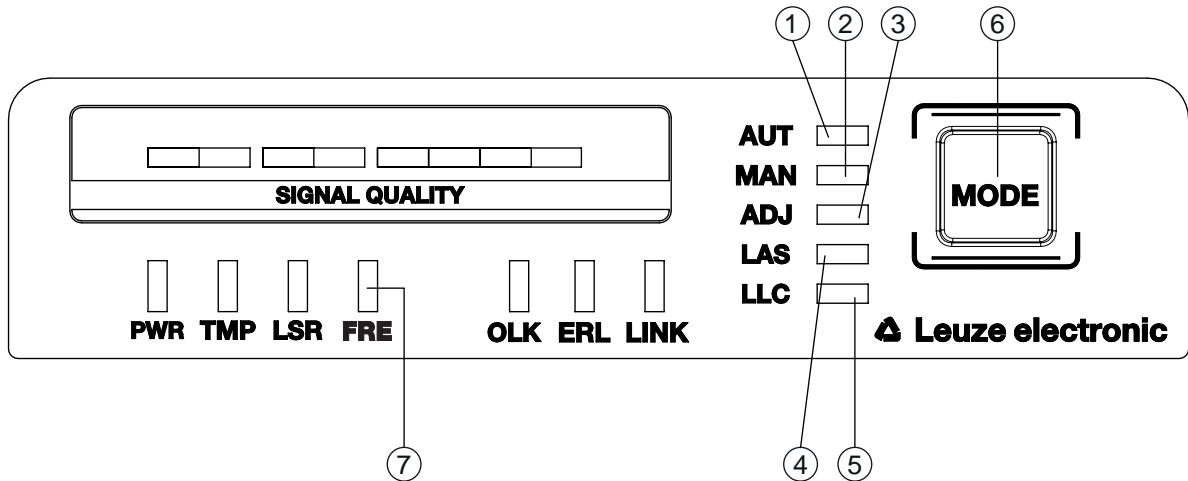 1 2 3 6
AUT
MAN
ADJ
LAS
LLC
MODE
SIGNAL QUALITY
PWR TMP LSR FRE OLK ERL LINK
Leuze electronic
7 4 5